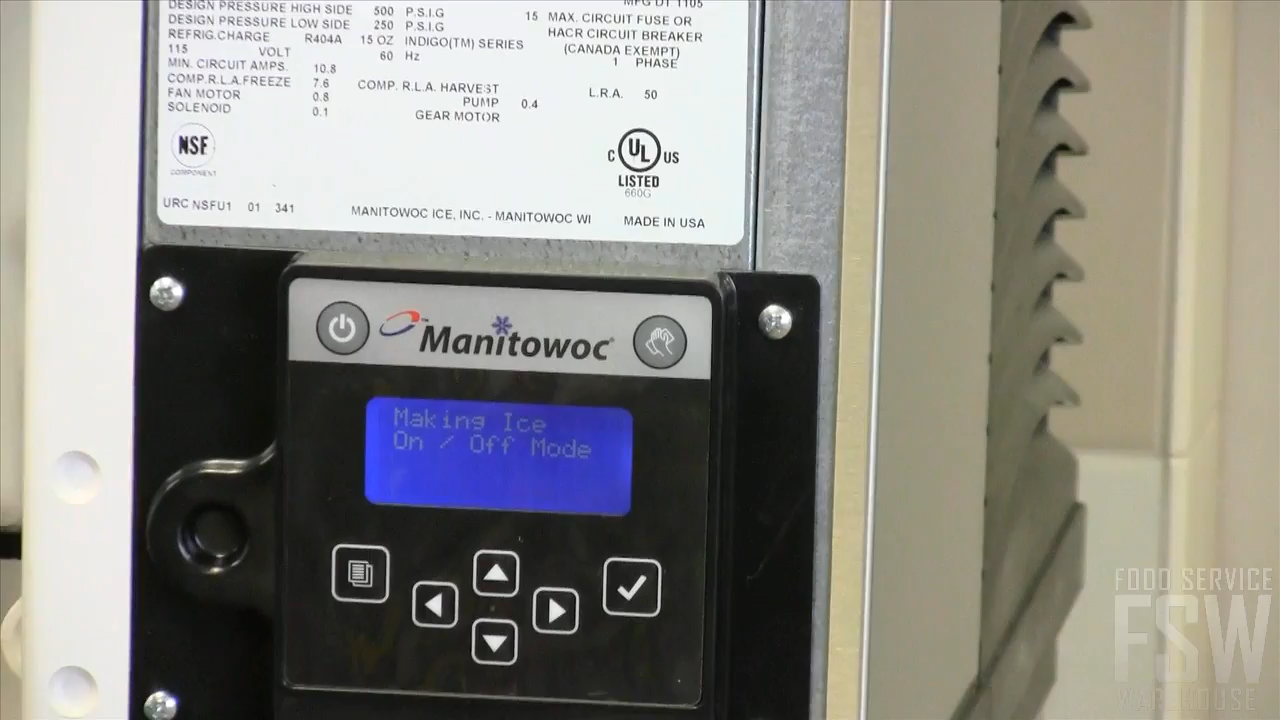 MFG DT 1105
DESIGN PRESSURE HIGH SIDE 500 P.S.I.G
DESIGN PRESSURE LOW SIDE 250 P.S.I.G
15 MAX. CIRCUIT FUSE OR
HACR CIRCUIT BREAKER
(CANADA EXEMPT)
REFRIG.CHARGE R404A 15 OZ INDIGO(TM) SERIES
115 VOLT 60 Hz 1 PHASE
MIN. CIRCUIT AMPS. 10.8
COMP.R.L.A.FREEZE 7.6 COMP. R.L.A. HARVEST L.R.A. 50
FAN MOTOR 0.8 PUMP 0.4
SOLENOID 0.1 GEAR MOTOR
NSF
COMPONENT
C UL US
LISTED
660G
URC NSFU1 01 341 MANITOWOC ICE, INC. - MANITOWOC WI MADE IN USA
Manitowoc
Making Ice
On / Off Mode
FOOD SERVICE
FSW
WAREHOUSE